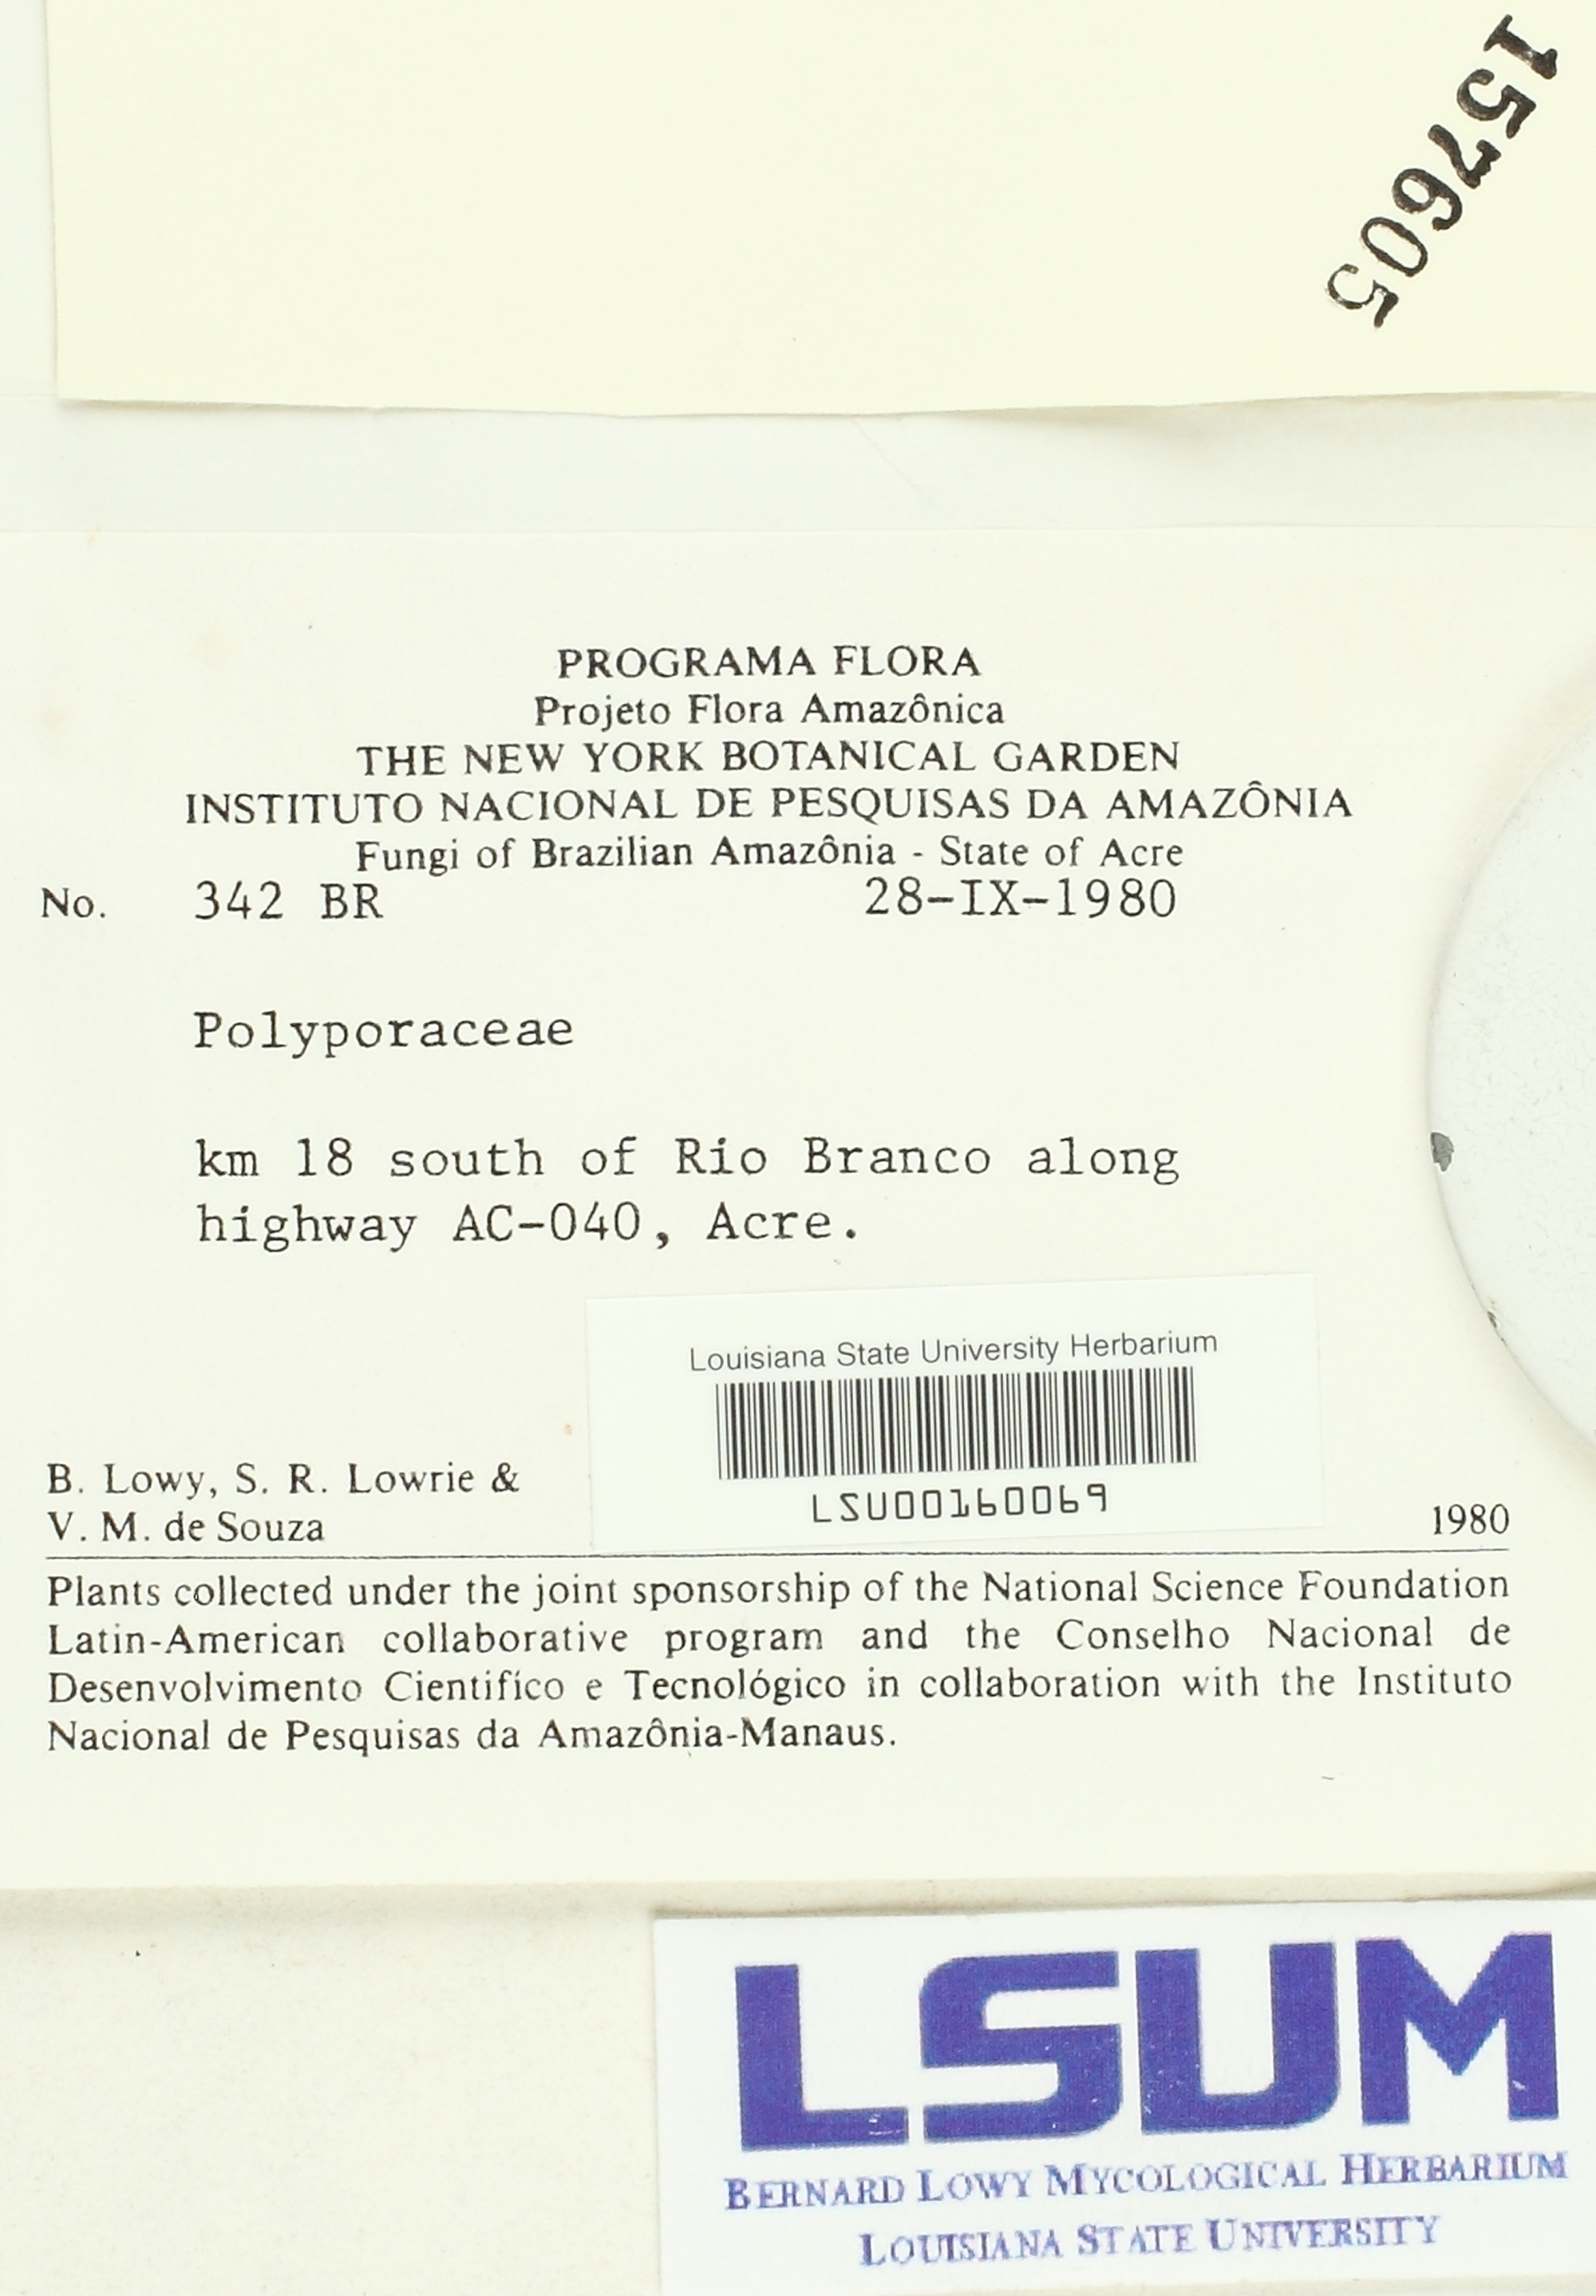 157605
PROGRAMA FLORA
Projeto Flora Amazônica
THE NEW YORK BOTANICAL GARDEN
INSTITUTO NACIONAL DE PESQUISAS DA AMAZÔNIA
Fungi of Brazilian Amazônia - State of Acre
No. 342 BR 28-IX-1980
Polyporaceae
km 18 south of Rio Branco along
highway AC-040, Acre.
Louisiana State University Herbarium
LSU00160069
B. Lowy, S. R. Lowrie &
V. M. de Souza 1980
Plants collected under the joint sponsorship of the National Science Foundation
Latin-American collaborative program and the Conselho Nacional de
Desenvolvimento Cientifíco e Tecnológico in collaboration with the Instituto
Nacional de Pesquisas da Amazônia-Manaus.
LSUM
BERNARD LOWY MYCOLOGICAL HERBARIUM
LOUISIANA STATE UNIVERSITY